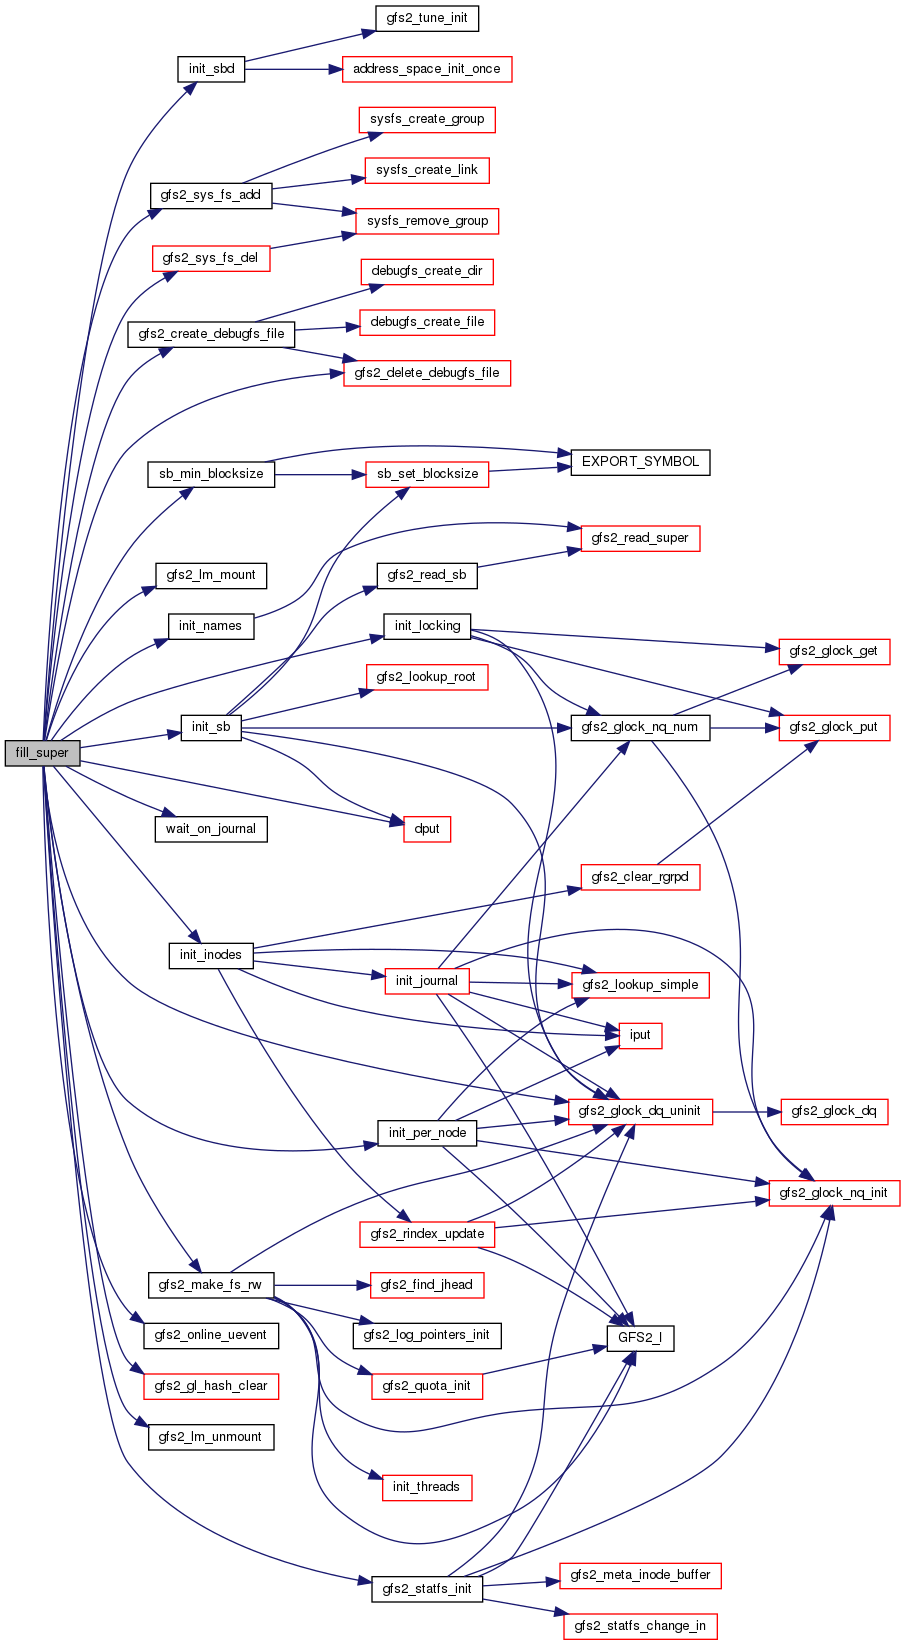 gfs2_tune_init
init_sbd
address_space_init_once
sysfs_create_group
sysfs_create_link
gfs2_sys_fs_add
sysfs_remove_group
gfs2_sys_fs_del
debugfs_create_dir
debugfs_create_file
gfs2_create_debugfs_file
gfs2_delete_debugfs_file
EXPORT_SYMBOL
sb_min_blocksize
sb_set_blocksize
gfs2_read_super
gfs2_lm_mount
gfs2_read_sb
init_names
init_locking
gfs2_glock_get
gfs2_lookup_root
init_sb
gfs2_glock_nq_num
gfs2_glock_put
fill_super
wait_on_journal
dput
gfs2_clear_rgrpd
init_inodes
init_journal
gfs2_lookup_simple
iput
gfs2_glock_dq_uninit
gfs2_glock_dq
init_per_node
gfs2_glock_nq_init
gfs2_rindex_update
gfs2_make_fs_rw
gfs2_find_jhead
gfs2_online_uevent
gfs2_log_pointers_init
GFS2_I
gfs2_gl_hash_clear
gfs2_quota_init
gfs2_lm_unmount
init_threads
gfs2_meta_inode_buffer
gfs2_statfs_init
gfs2_statfs_change_in